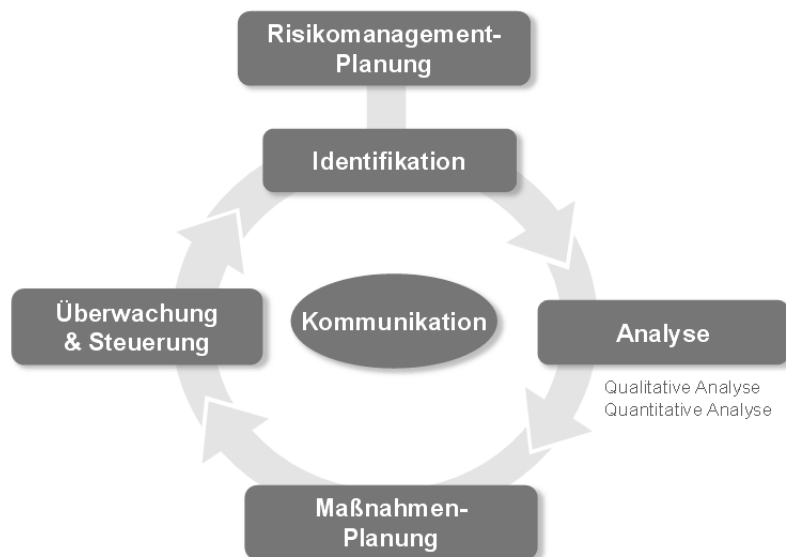 Risikomanagement-
Planung
Identifikation
Überwachung
& Steuerung
Kommunikation
Analyse
Qualitative Analyse
Quantitative Analyse
Maßnahmen-
Planung